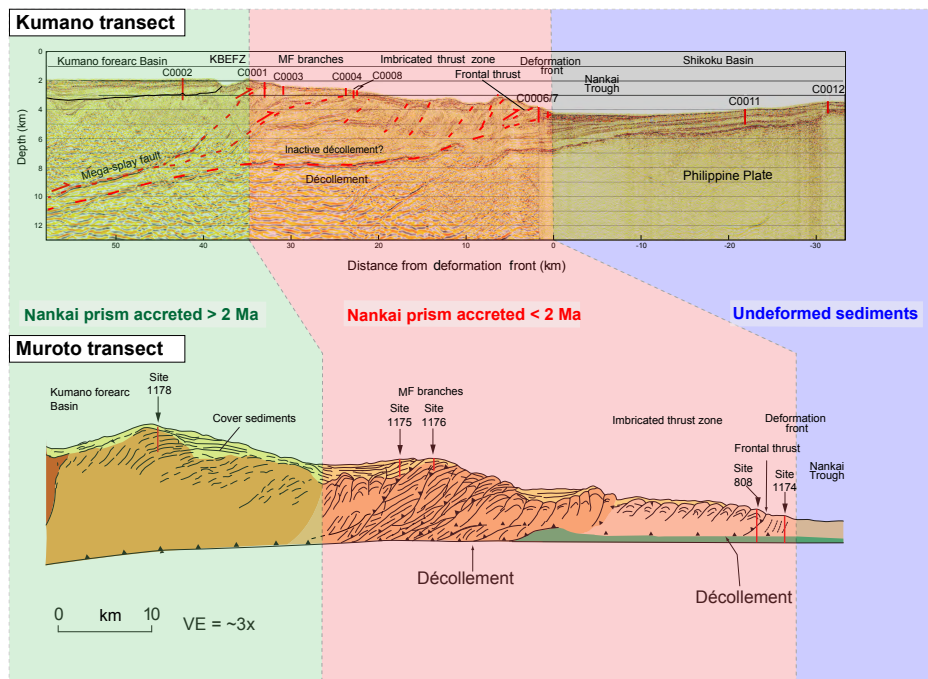 Kumano transect
Kumano forearc Basin
C0002
KBEFZ
C0001
MF branches
C0003
C0004
C0008
Imbricated thrust zone
Frontal thrust
Deformation
front
C0006/7
Nankai
Trough
Shikoku Basin
C0011
C0012
Depth (km)
0
2
4
6
8
10
12
Mega-splay fault
Inactive décollement?
Décollement
Philippine Plate
50
40
30
20
10
0
-10
-20
-30
Distance from deformation front (km)
Nankai prism accreted > 2 Ma
Nankai prism accreted < 2 Ma
Undeformed sediments
Muroto transect
Kumano forearc
Basin
Site
1178
Cover sediments
MF branches
Site
1175
Site
1176
Imbricated thrust zone
Deformation
front
Frontal thrust
Site
808
Site
1174
Nankai
Trough
Décollement
Décollement
0 km 10
VE = ~3x